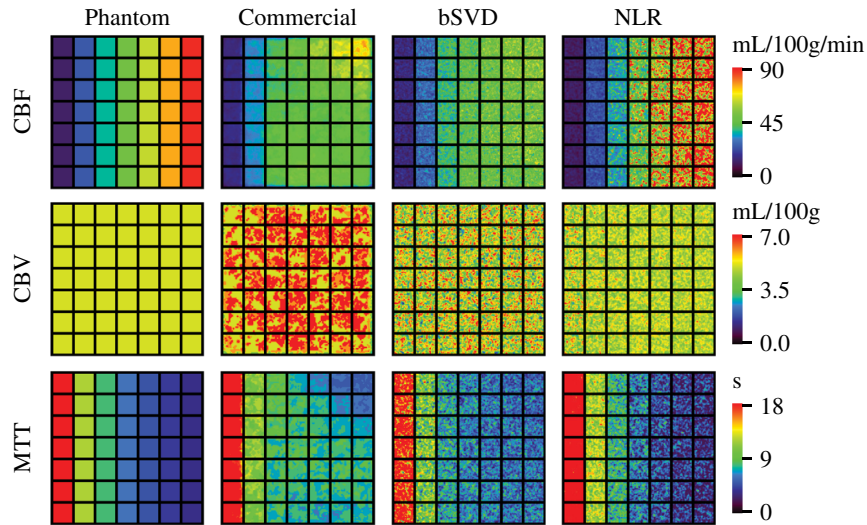 Phantom Commercial bSVD NLR
CBF
mL/100g/min
90
45
0
CBV
mL/100g
7.0
3.5
0.0
MTT
s
18
9
0